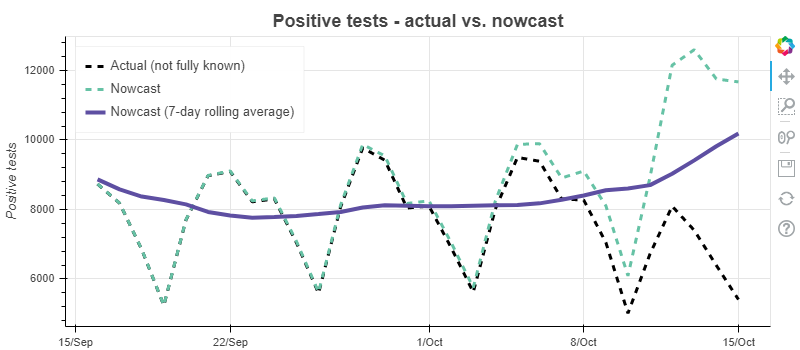 Positive tests - actual vs. nowcast
Actual (not fully known)
Nowcast
Nowcast (7-day rolling average)
Positive tests
12000
10000
8000
6000
15/Sep
22/Sep
1/Oct
8/Oct
15/Oct